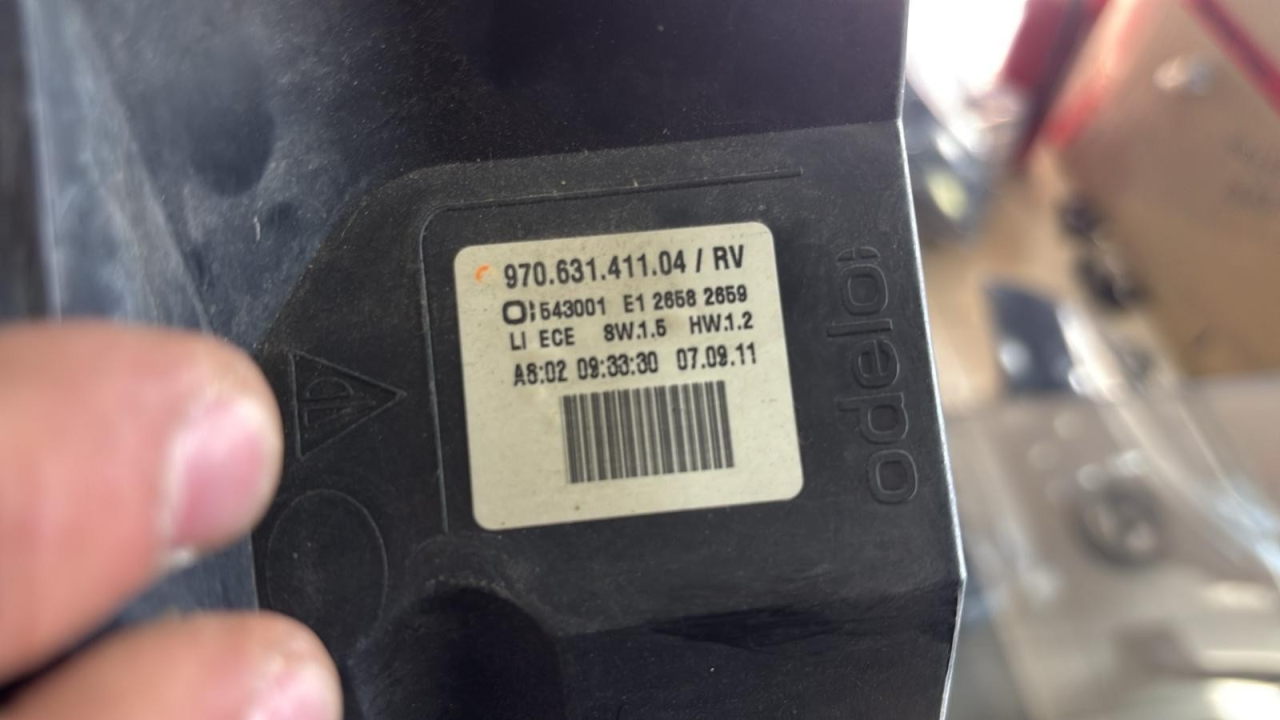 970.631.411.04 / RV
543001 E1 2658 2659
LI ECE SW.1.5 HW.1.2
A8:02 09:33:30 07.09.11
odelo